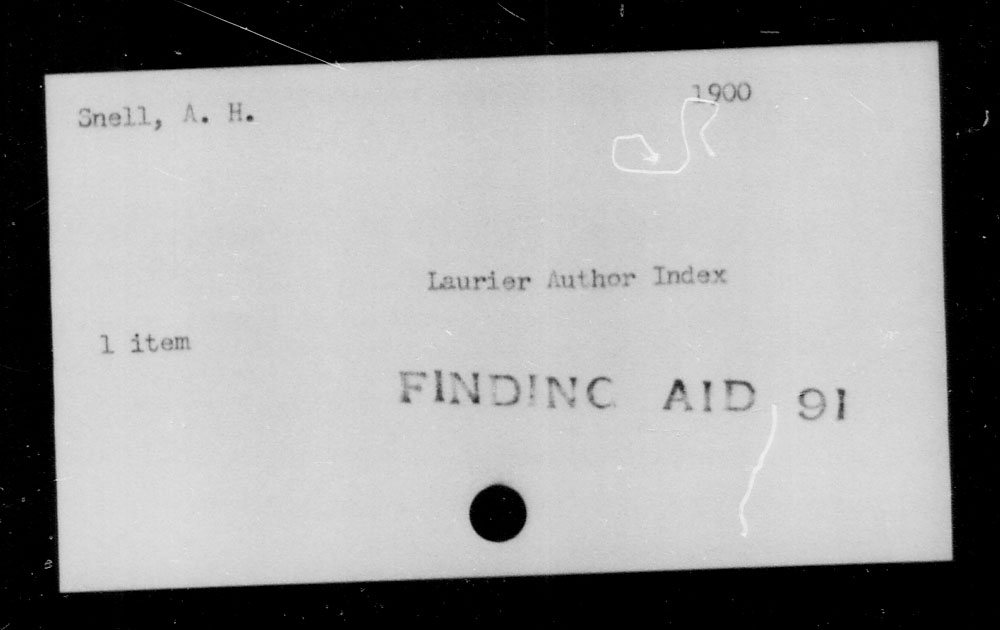 Snell, A. H.
1900
Laurier Author Index
1 item
FINDING AID 91